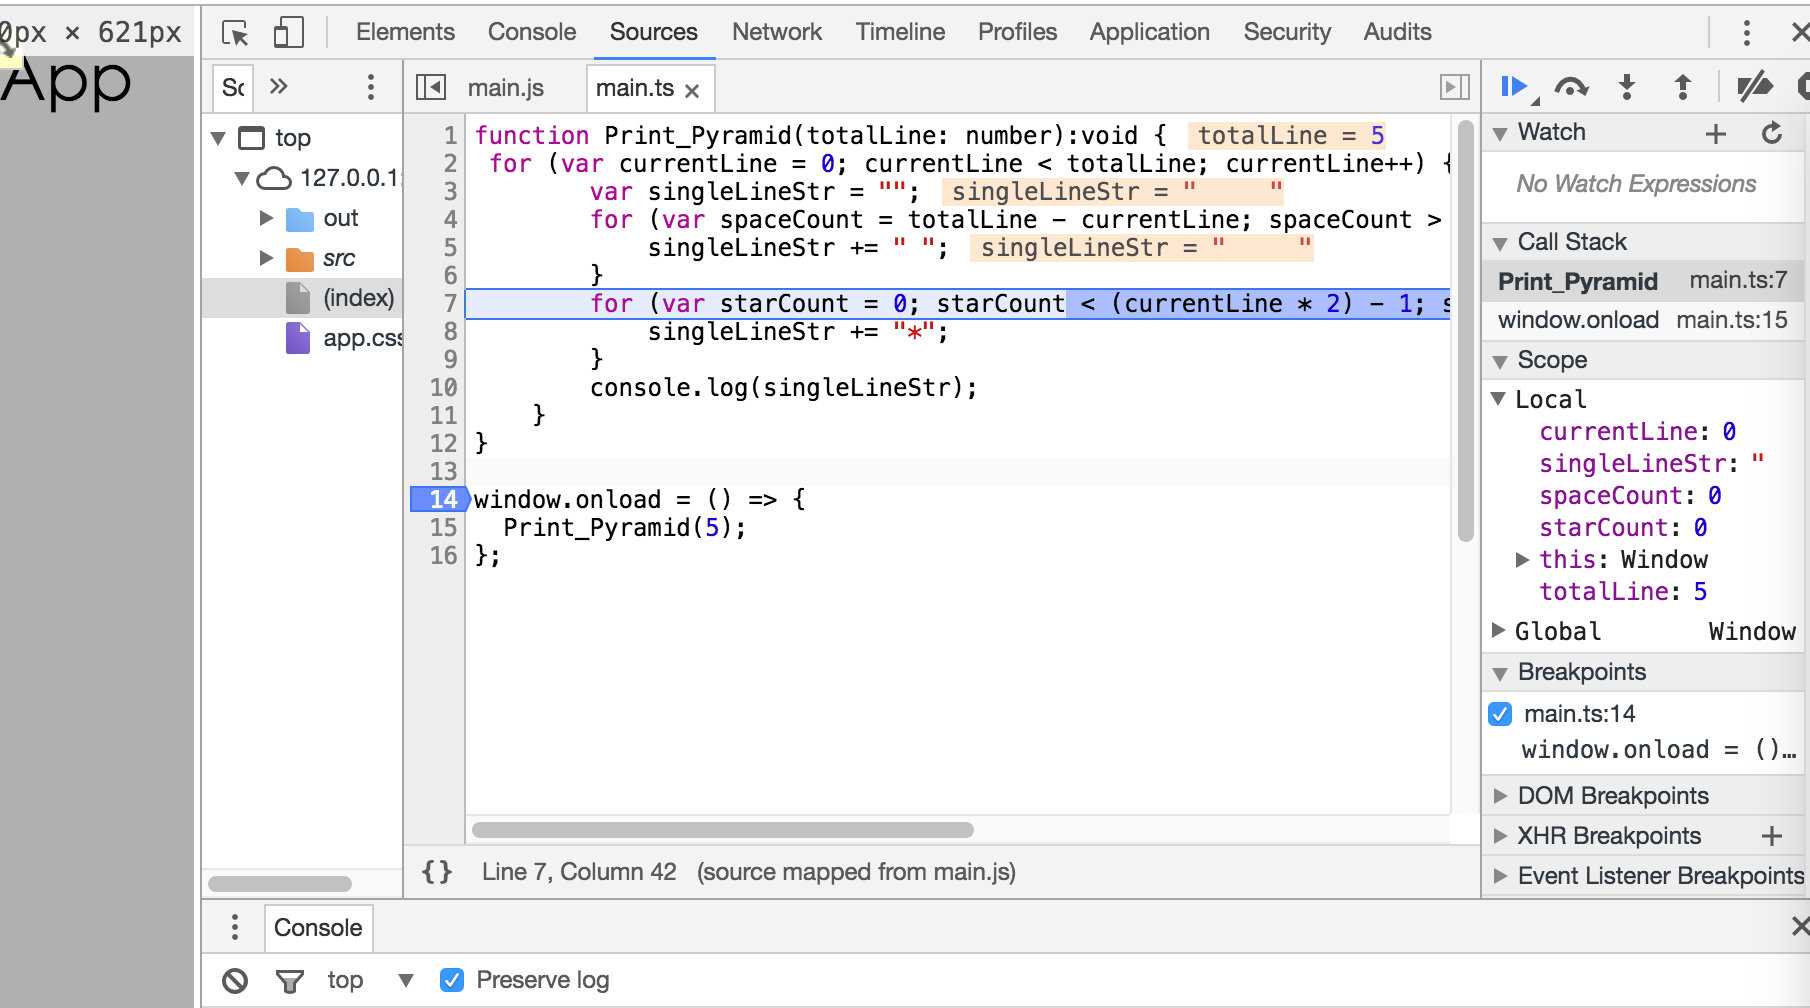 0px × 621px
App
Elements Console Sources Network Timeline Profiles Application Security Audits
Sc »
top
127.0.0.1:
out
src
(index)
app.css
main.js main.ts ×
1 function Print_Pyramid(totalLine: number):void { totalLine = 5
2 for (var currentLine = 0; currentLine < totalLine; currentLine++) {
3 var singleLineStr = ""; singleLineStr = "     "
4 for (var spaceCount = totalLine - currentLine; spaceCount >
5 singleLineStr += " "; singleLineStr = "     "
6 }
7 for (var starCount = 0; starCount < (currentLine * 2) - 1; s
8 singleLineStr += "*";
9 }
10 console.log(singleLineStr);
11 }
12 }
13
14 window.onload = () => {
15 Print_Pyramid(5);
16 };
{} Line 7, Column 42 (source mapped from main.js)
Watch
No Watch Expressions
Call Stack
Print_Pyramid main.ts:7
window.onload main.ts:15
Scope
Local
currentLine: 0
singleLineStr: "
spaceCount: 0
starCount: 0
this: Window
totalLine: 5
Global Window
Breakpoints
main.ts:14
window.onload = ()…
DOM Breakpoints
XHR Breakpoints
Event Listener Breakpoints
Console
top Preserve log